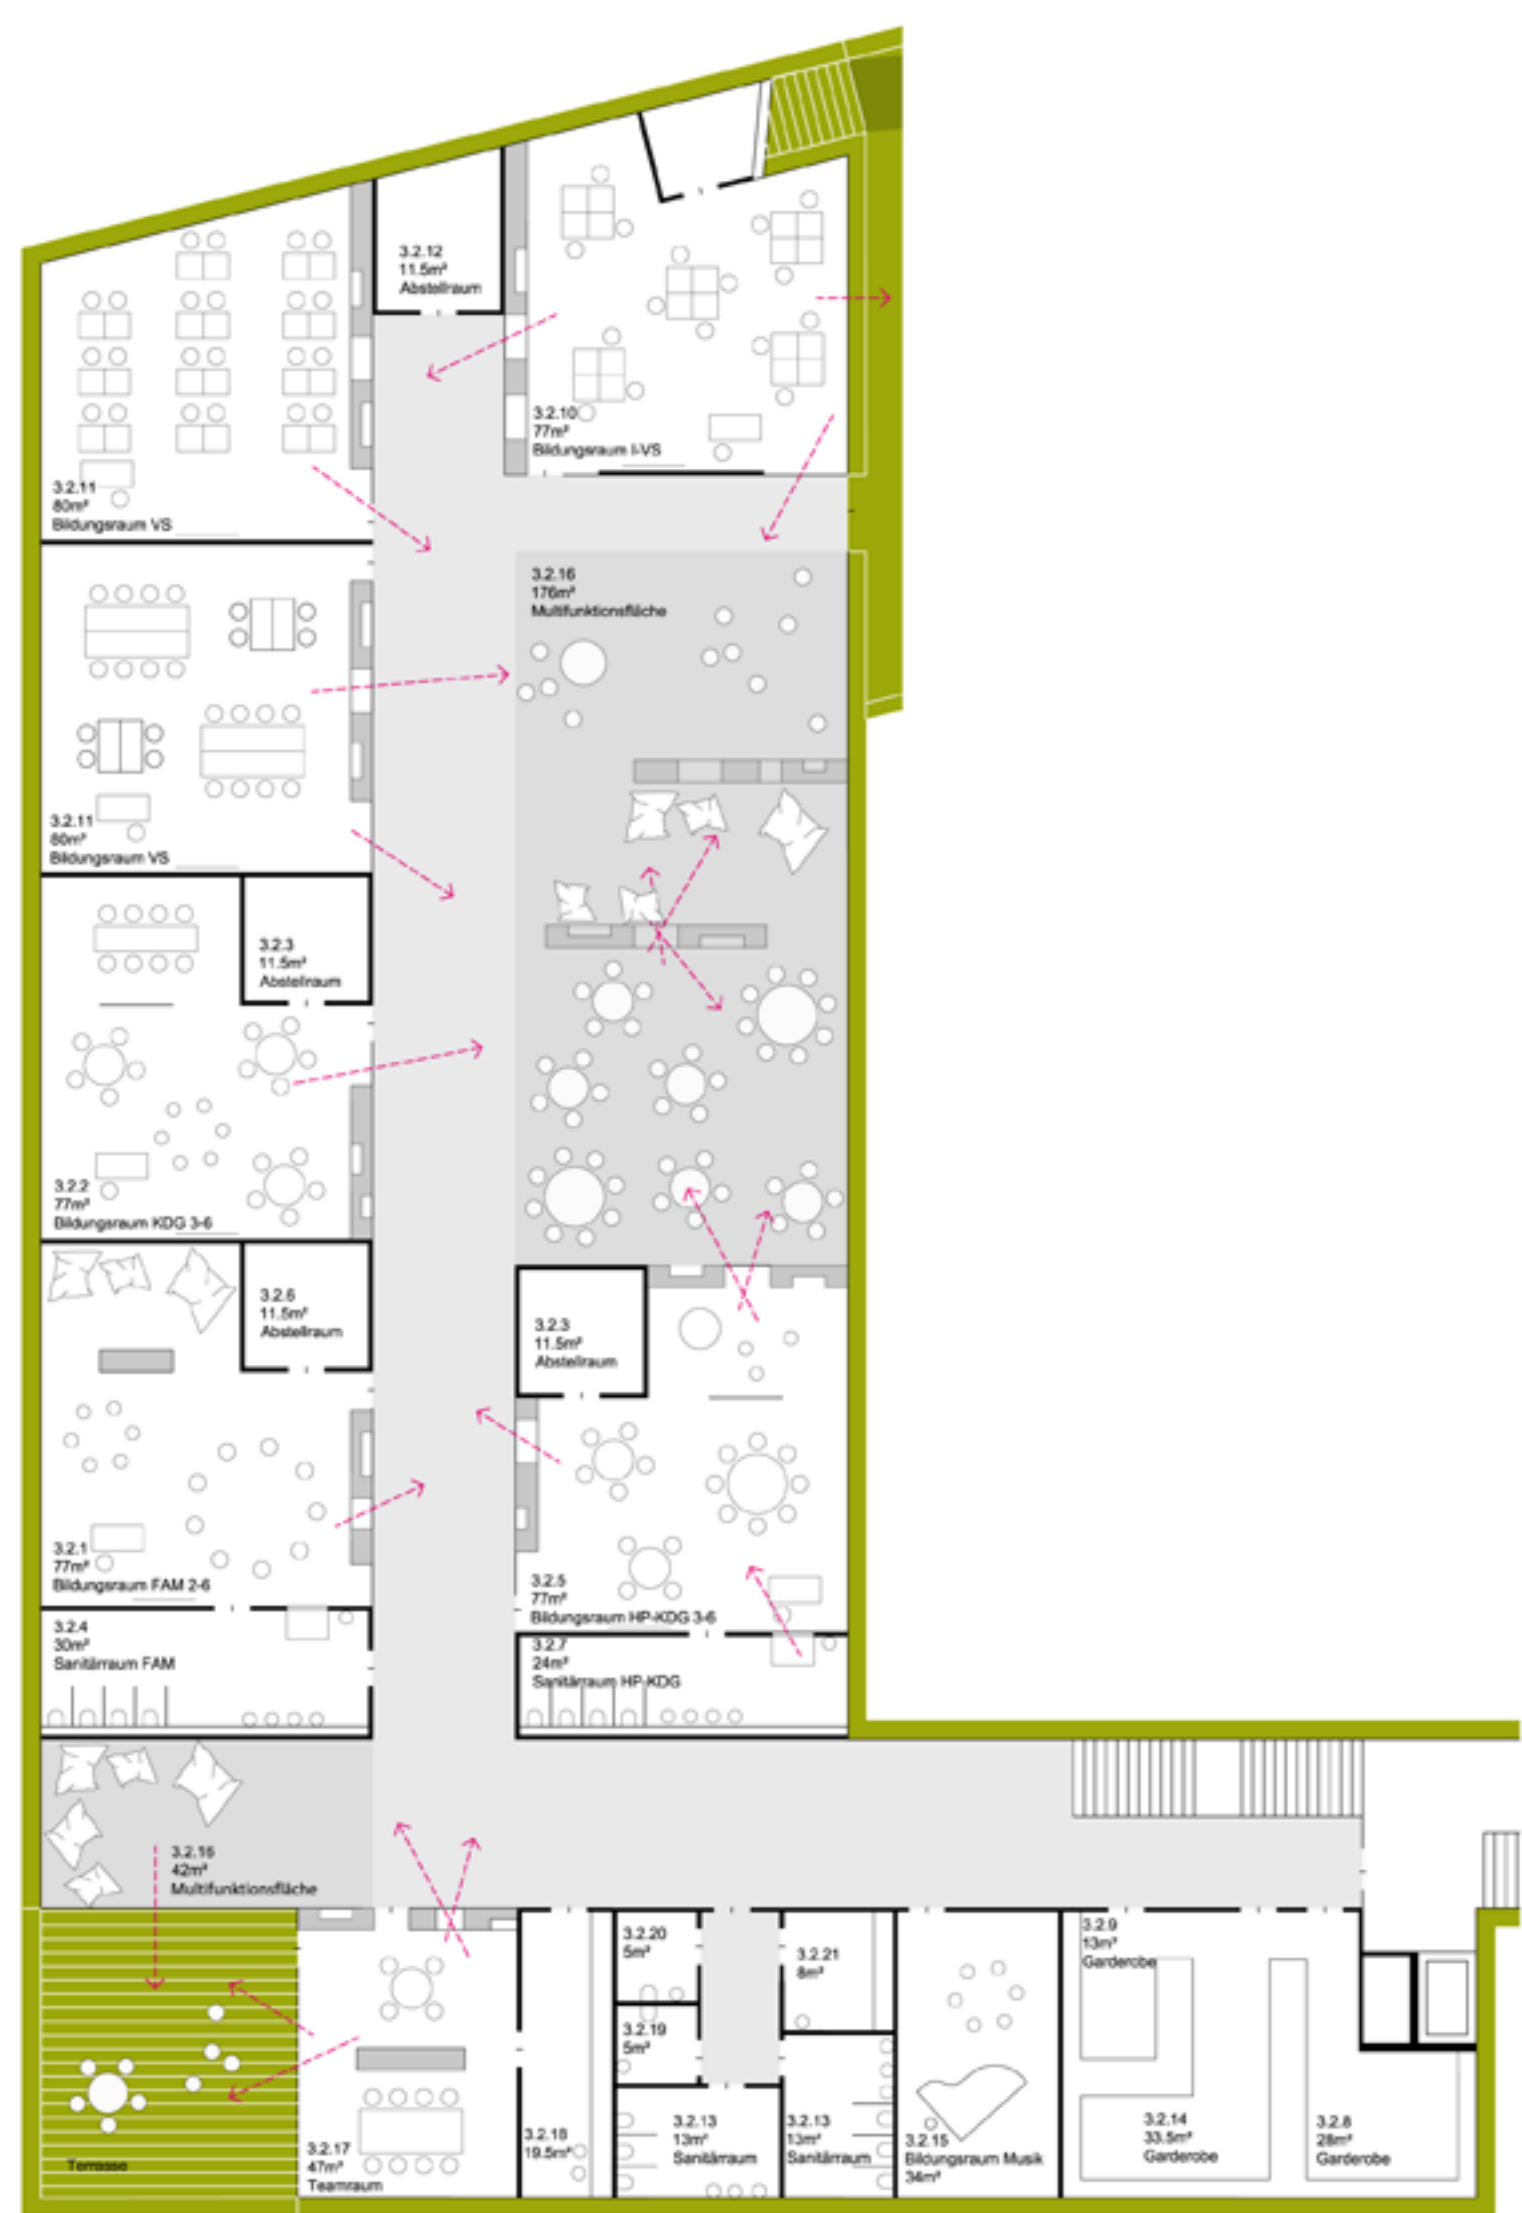 3.2.12
11.5m²
Abstellraum
3.2.10
77m²
Bildungsraum I-VS
3.2.11
80m²
Bildungsraum VS
3.2.16
176m²
Multifunktionsfläche
3.2.11
80m²
Bildungsraum VS
3.2.3
11.5m²
Abstellraum
3.2.2
77m²
Bildungsraum KDG 3-6
3.2.6
11.5m²
Abstellraum
3.2.3
11.5m²
Abstellraum
3.2.1
77m²
Bildungsraum FAM 2-6
3.2.5
77m²
Bildungsraum HP-KDG 3-6
3.2.4
30m²
Sanitärraum FAM
3.2.7
24m²
Sanitärraum HP-KDG
3.2.16
42m²
Multifunktionsfläche
3.2.20
5m²
3.2.21
8m²
3.2.9
13m²
Garderobe
3.2.19
5m²
Terrasse
3.2.17
47m²
Teamraum
3.2.18
19.5m²
3.2.13
13m²
Sanitärraum
3.2.13
13m²
Sanitärraum
3.2.15
Bildungsraum Musik
34m²
3.2.14
33.5m²
Garderobe
3.2.8
28m²
Garderobe